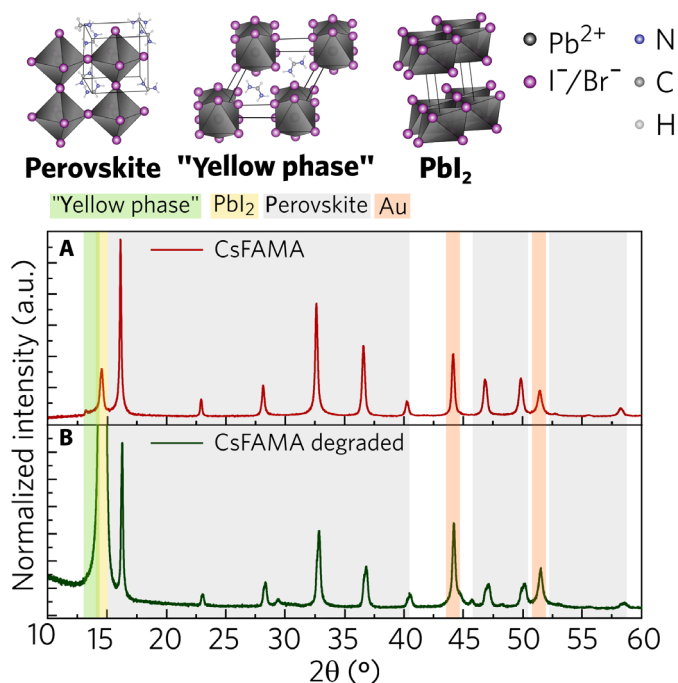 Pb²⁺
N
I⁻/Br⁻
C
H
Perovskite
"Yellow phase"
PbI₂
"Yellow phase"
PbI₂
Perovskite
Au
A
CsFAMA
B
CsFAMA degraded
Normalized intensity (a.u.)
10 15 20 25 30 35 40 45 50 55 60
2θ (°)